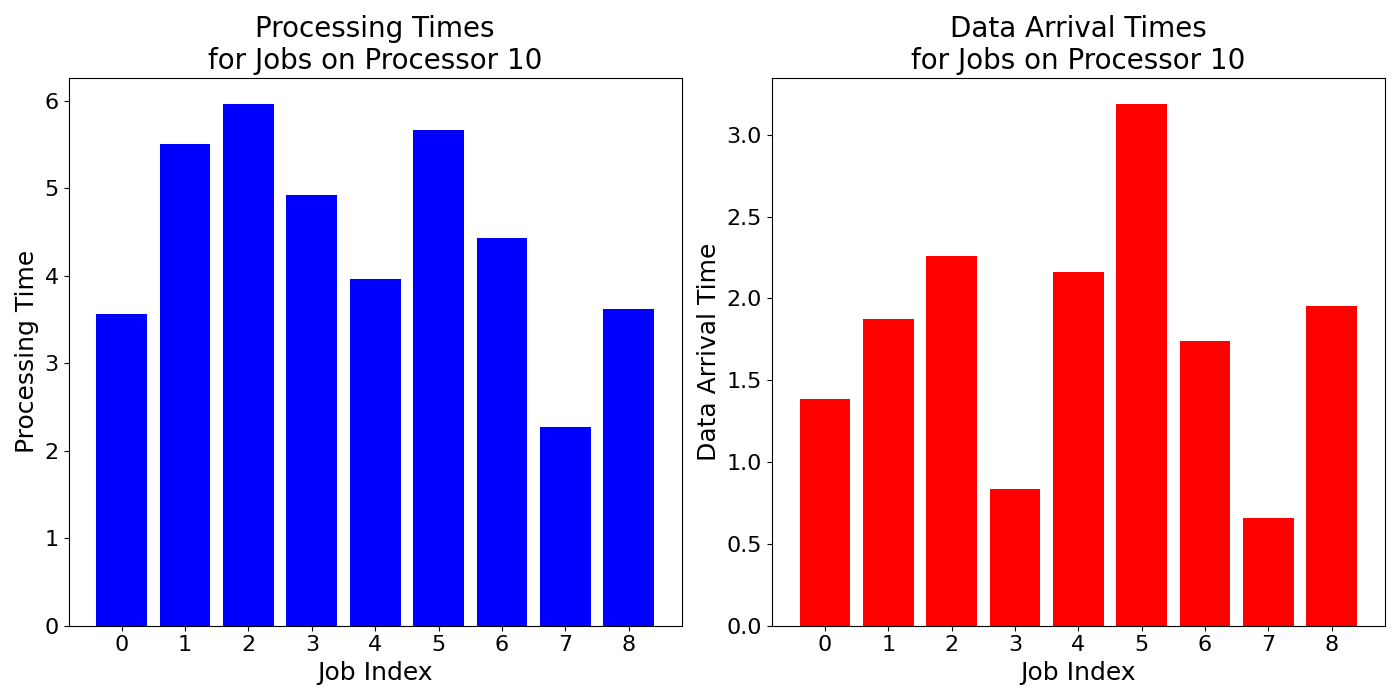 Processing Times
for Jobs on Processor 10
Processing Time
6
5
4
3
2
1
0
0 1 2 3 4 5 6 7 8
Job Index
Data Arrival Times
for Jobs on Processor 10
Data Arrival Time
3.0
2.5
2.0
1.5
1.0
0.5
0.0
0 1 2 3 4 5 6 7 8
Job Index